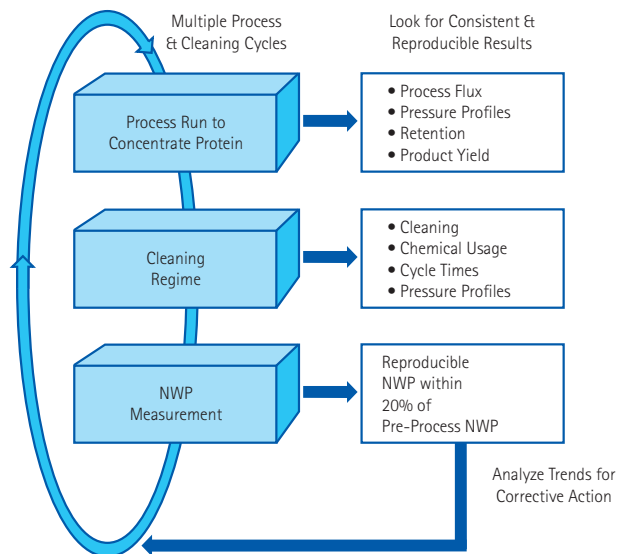 Multiple Process
& Cleaning Cycles
Look for Consistent &
Reproducible Results
Process Run to
Concentrate Protein
• Process Flux
• Pressure Profiles
• Retention
• Product Yield
Cleaning
Regime
• Cleaning
• Chemical Usage
• Cycle Times
• Pressure Profiles
NWP
Measurement
Reproducible
NWP within
20% of
Pre-Process NWP
Analyze Trends for
Corrective Action